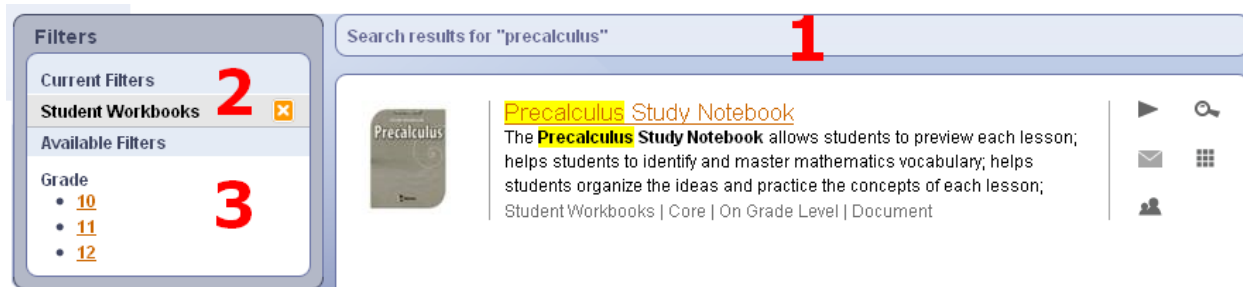 Filters
Current Filters
2
Student Workbooks
Available Filters
Grade
3
10
11
12
Search results for "precalculus"
1
Precalculus
Precalculus Study Notebook
The Precalculus Study Notebook allows students to preview each lesson;
helps students to identify and master mathematics vocabulary; helps
students organize the ideas and practice the concepts of each lesson;
Student Workbooks | Core | On Grade Level | Document